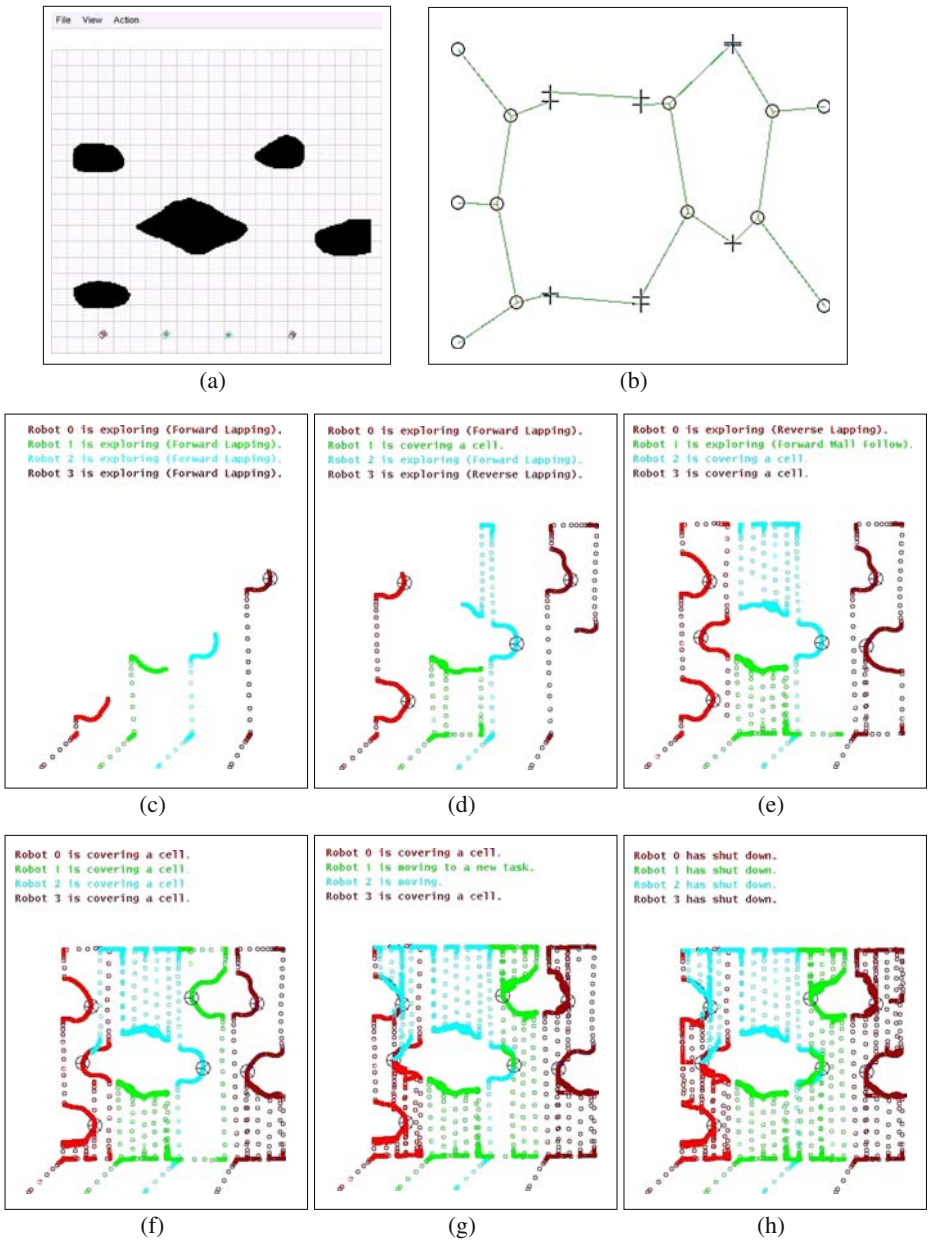 File View Action
(a)
(b)
Robot 0 is exploring (Forward Lapping).
Robot 1 is exploring (Forward Lapping).
Robot 2 is exploring (Forward Lapping).
Robot 3 is exploring (Forward Lapping).
(c)
Robot 0 is exploring (Forward Lapping).
Robot 1 is covering a cell.
Robot 2 is exploring (Forward Lapping).
Robot 3 is exploring (Reverse Lapping).
(d)
Robot 0 is exploring (Reverse Lapping).
Robot 1 is exploring (Forward Wall Follow).
Robot 2 is covering a cell.
Robot 3 is covering a cell.
(e)
Robot 0 is covering a cell.
Robot 1 is covering a cell.
Robot 2 is covering a cell.
Robot 3 is covering a cell.
(f)
Robot 0 is covering a cell.
Robot 1 is moving to a new task.
Robot 2 is moving.
Robot 3 is covering a cell.
(g)
Robot 0 has shut down.
Robot 1 has shut down.
Robot 2 has shut down.
Robot 3 has shut down.
(h)